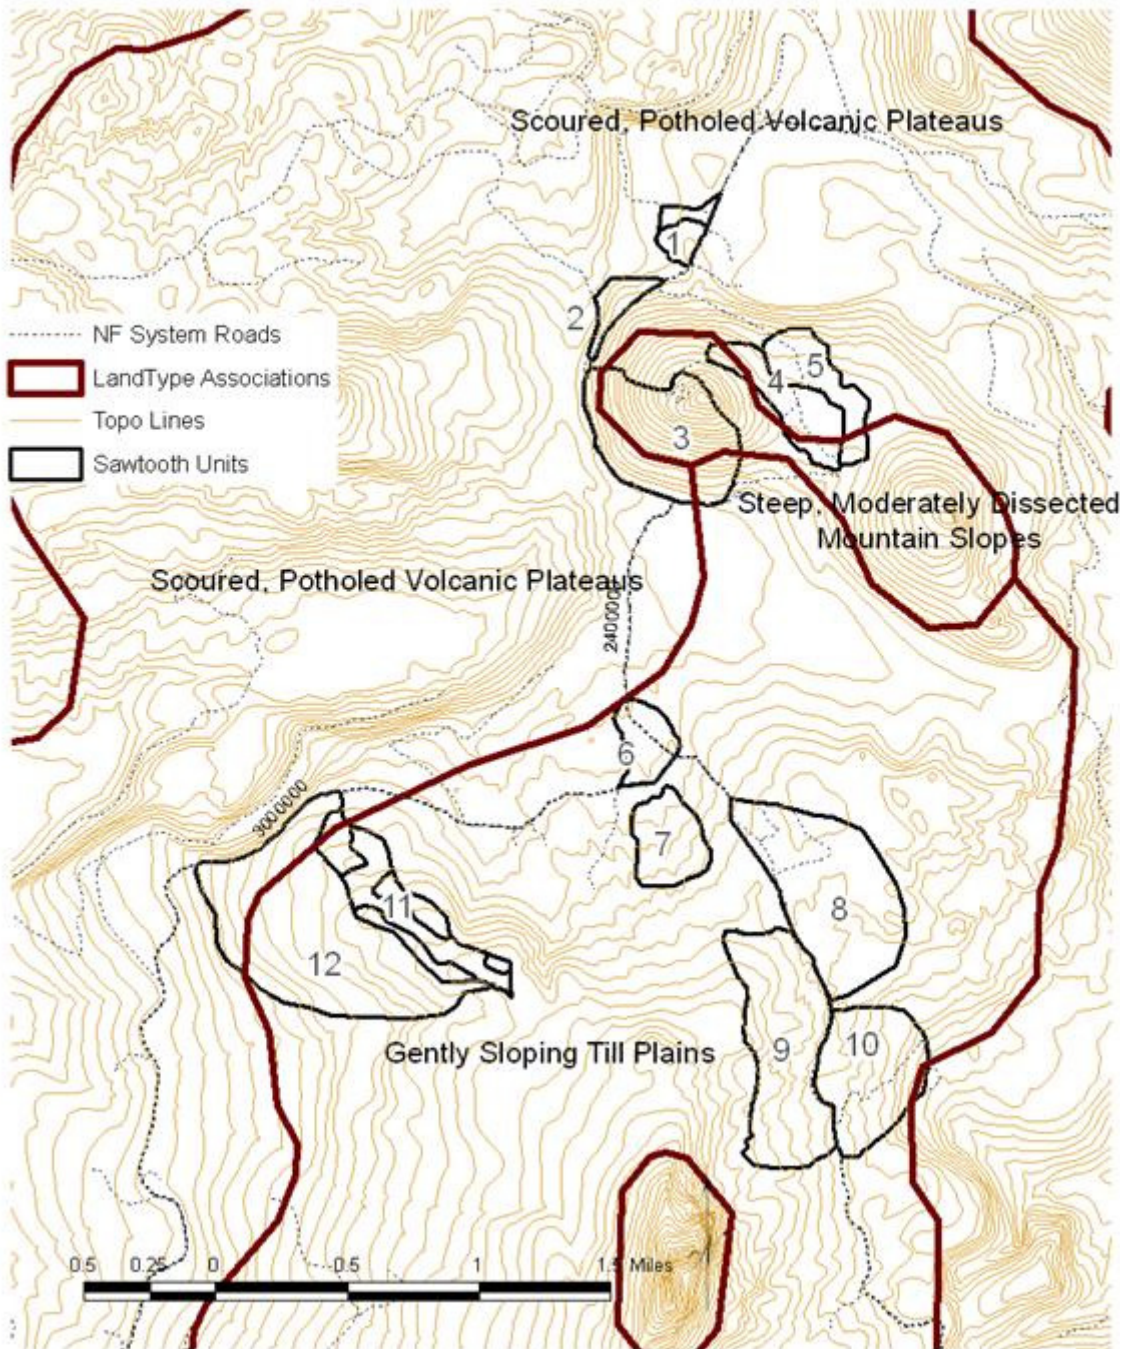 Scoured, Potholed Volcanic Plateaus
1
2
NF System Roads
LandType Associations
Topo Lines
Sawtooth Units
5
4
3
Steep, Moderately Dissected
Mountain Slopes
Scoured, Potholed Volcanic Plateaus
6
3000000
7
8
11
12
Gently Sloping Till Plains
9
10
0.5 0.25 0 0.5 1 1.5 Miles